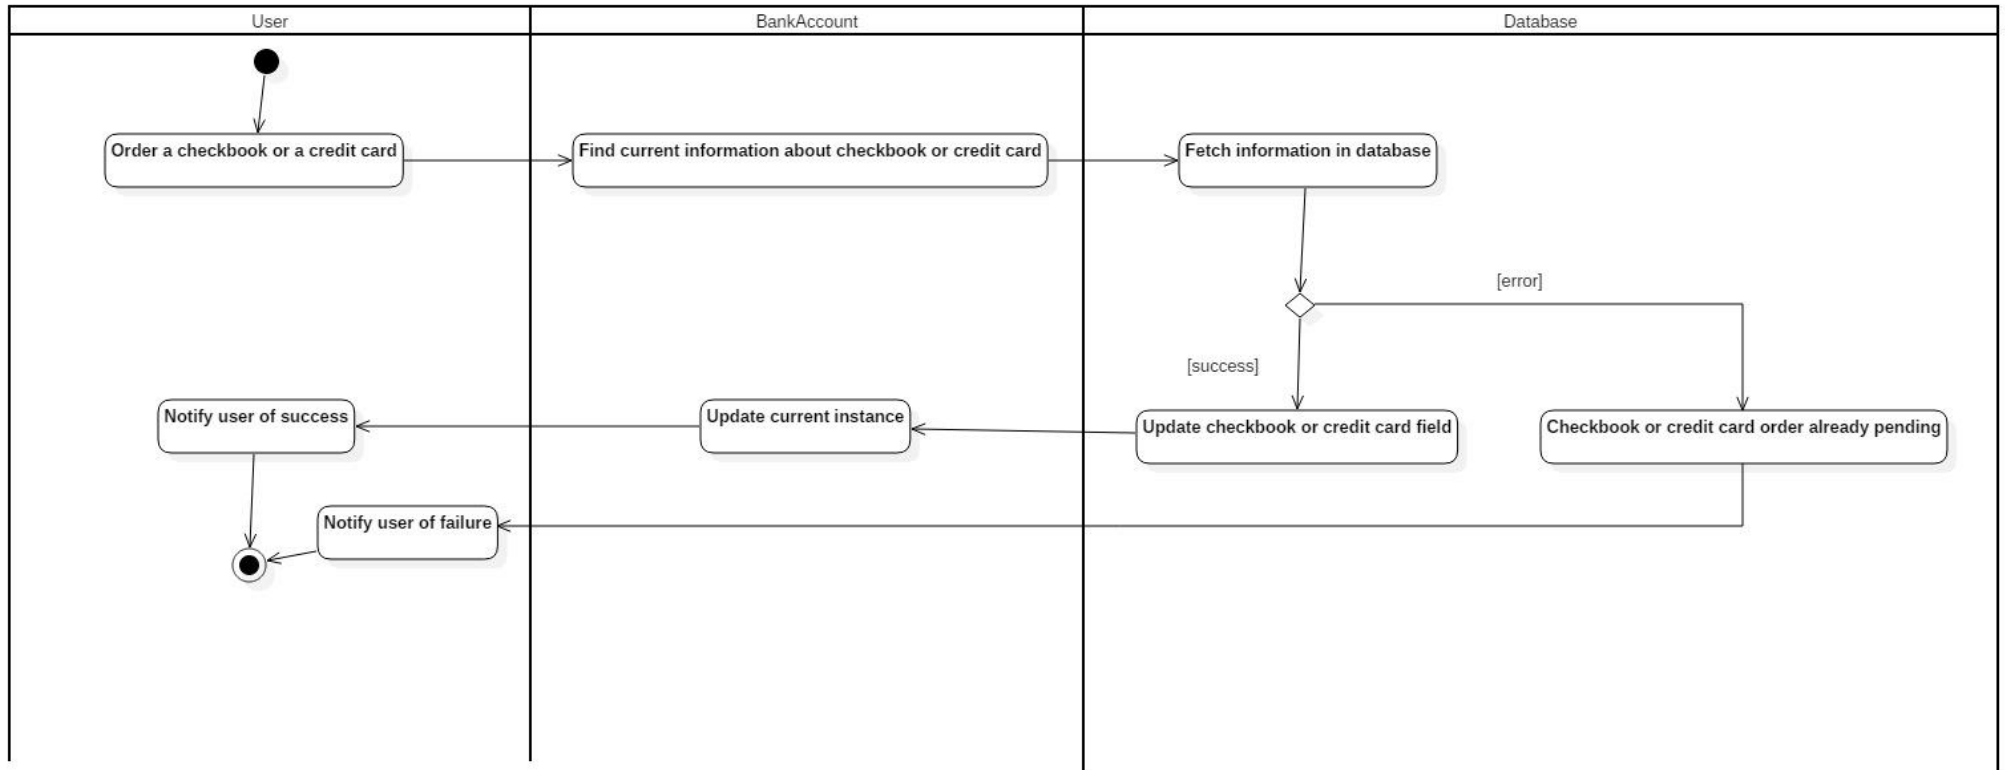 User
BankAccount
Database
Order a checkbook or a credit card
Find current information about checkbook or credit card
Fetch information in database
[error]
[success]
Notify user of success
Update current instance
Update checkbook or credit card field
Checkbook or credit card order already pending
Notify user of failure